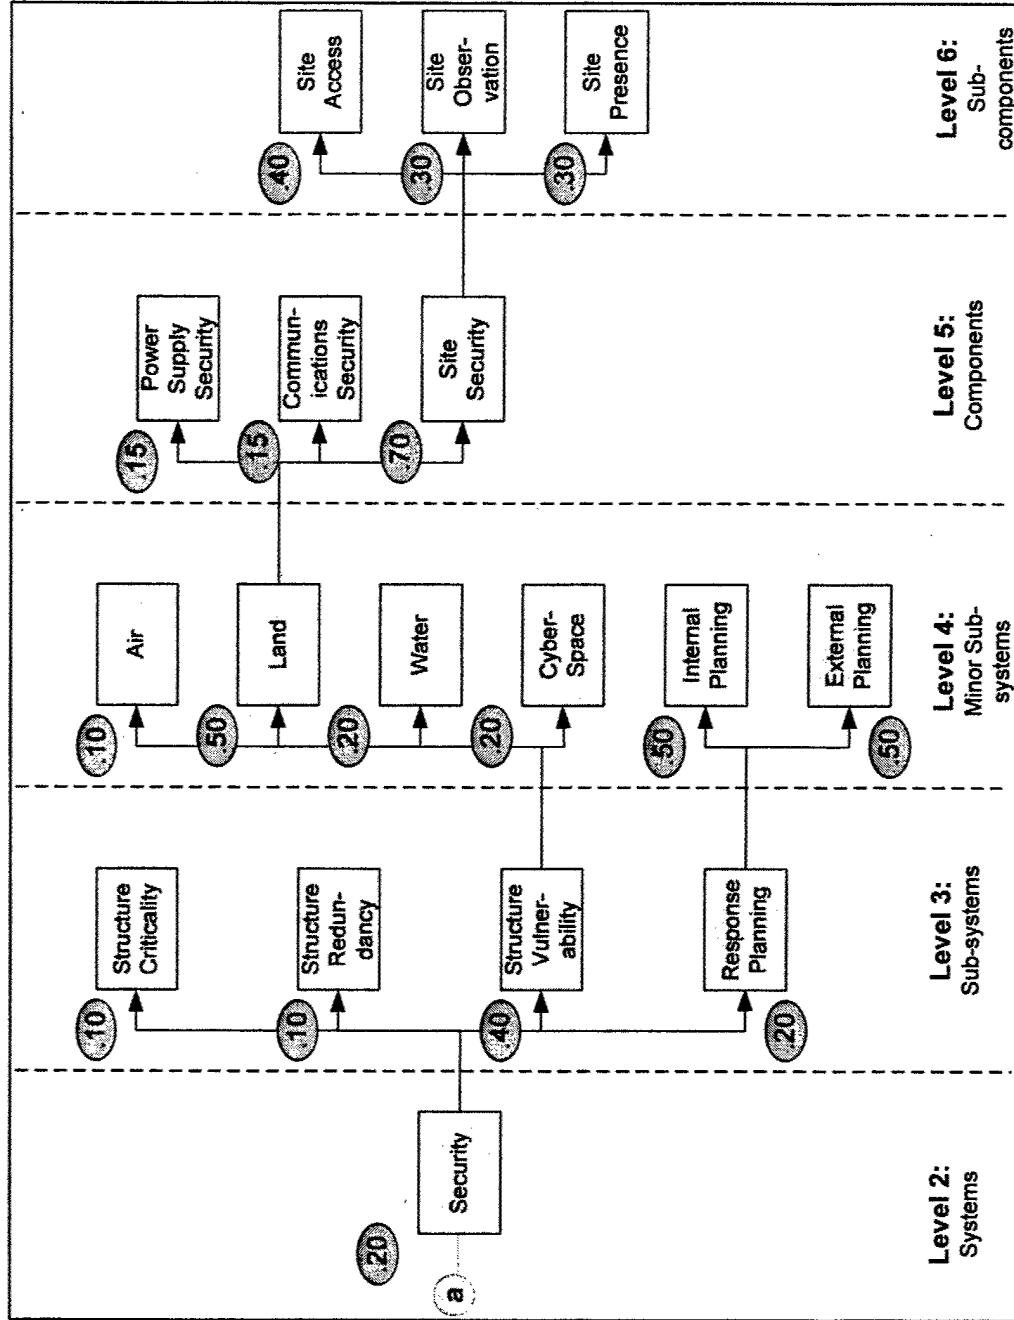 a
.20
Security
Level 2:
Systems
.10
Structure
Criticality
.10
Structure
Redun-
dancy
.40
Structure
Vulner-
ability
.20
Response
Planning
Level 3:
Sub-systems
.10
Air
.50
Land
.20
Water
.20
Cyber-
Space
.50
Internal
Planning
.50
External
Planning
Level 4:
Minor Sub-
systems
.15
Power
Supply
Security
.15
Commun-
ications
Security
.70
Site
Security
Level 5:
Components
.40
Site
Access
.30
Site
Obser-
vation
.30
Site
Presence
Level 6:
Sub-
components